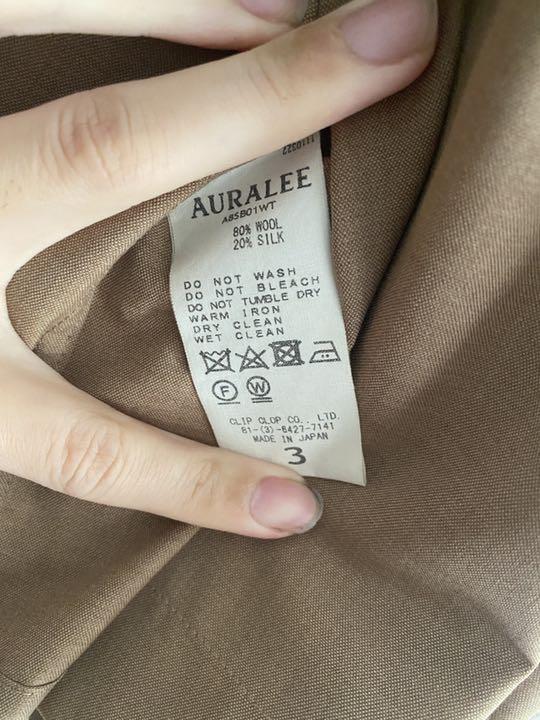 1110322
AURALEE
A8SB01WT
80% WOOL
20% SILK
DO NOT WASH
DO NOT BLEACH
DO NOT TUMBLE DRY
WARM IRON
DRY CLEAN
WET CLEAN
F W
CLIP CLOP CO., LTD.
81-(3)-6427-7141
MADE IN JAPAN
3